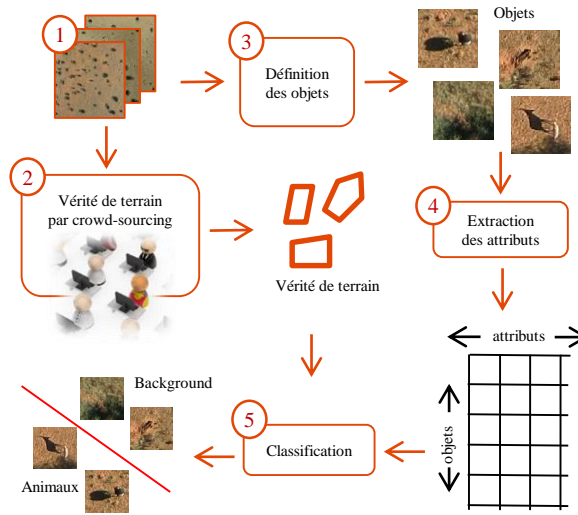 1
3
Définition
des objets
Objets
2
Vérité de terrain
par crowd-sourcing
Vérité de terrain
4
Extraction
des attributs
attributs
objets
5
Classification
Background
Animaux